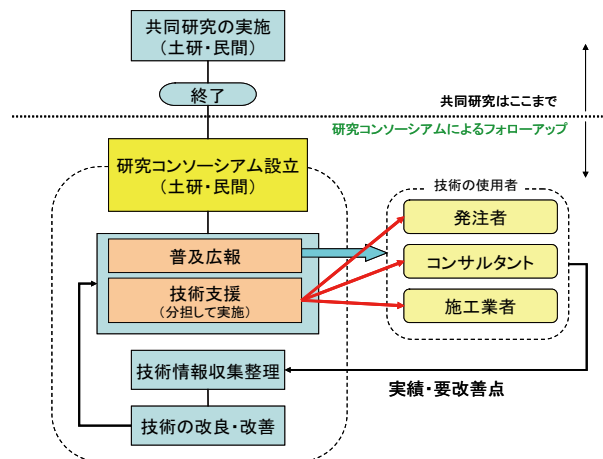 共同研究の実施
(土研・民間)
終了
共同研究はここまで
研究コンソーシアムによるフォローアップ
研究コンソーシアム設立
(土研・民間)
技術の使用者
発注者
普及広報
コンサルタント
技術支援
(分担して実施)
施工業者
技術情報収集整理
実績・要改善点
技術の改良・改善